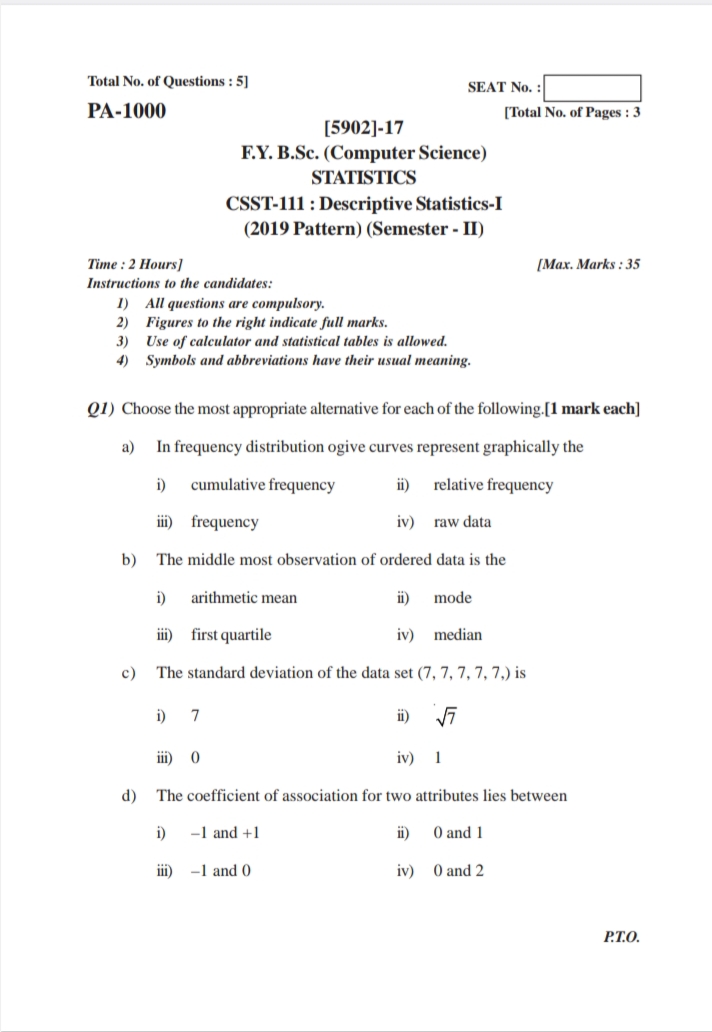 Total No. of Questions : 5]
SEAT No. :
PA-1000
[Total No. of Pages : 3
[5902]-17
F.Y. B.Sc. (Computer Science)
STATISTICS
CSST-111 : Descriptive Statistics-I
(2019 Pattern) (Semester - II)
Time : 2 Hours]
[Max. Marks : 35
Instructions to the candidates:
1) All questions are compulsory.
2) Figures to the right indicate full marks.
3) Use of calculator and statistical tables is allowed.
4) Symbols and abbreviations have their usual meaning.
Q1) Choose the most appropriate alternative for each of the following.[1 mark each]
a) In frequency distribution ogive curves represent graphically the
i) cumulative frequency ii) relative frequency
iii) frequency iv) raw data
b) The middle most observation of ordered data is the
i) arithmetic mean ii) mode
iii) first quartile iv) median
c) The standard deviation of the data set (7, 7, 7, 7, 7,) is
i) 7 ii) √7
iii) 0 iv) 1
d) The coefficient of association for two attributes lies between
i) –1 and +1 ii) 0 and 1
iii) –1 and 0 iv) 0 and 2
P.T.O.